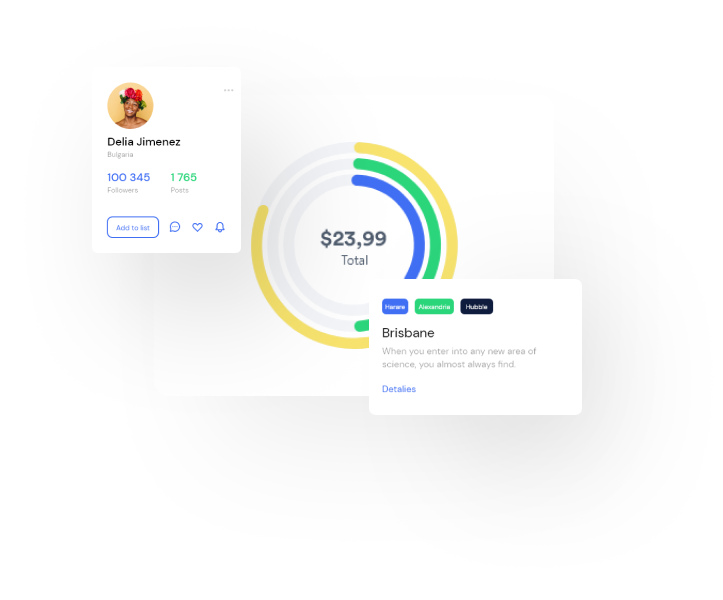 Delia Jimenez
Bulgaria
100 345
1 765
Followers
Posts
Add to list
$23,99
Total
Harare
Alexandria
Hubble
Brisbane
When you enter into any new area of
science, you almost always find.
Detalies